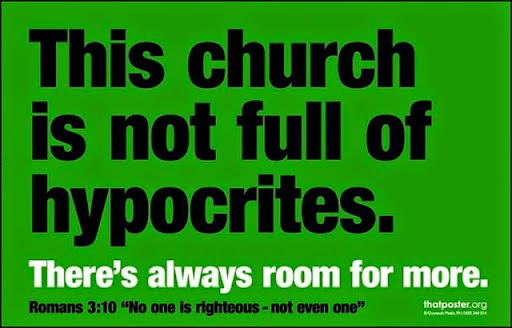 This church
is not full of
hypocrites.
There's always room for more.
Romans 3:10 “No one is righteous - not even one”
thatposter.org